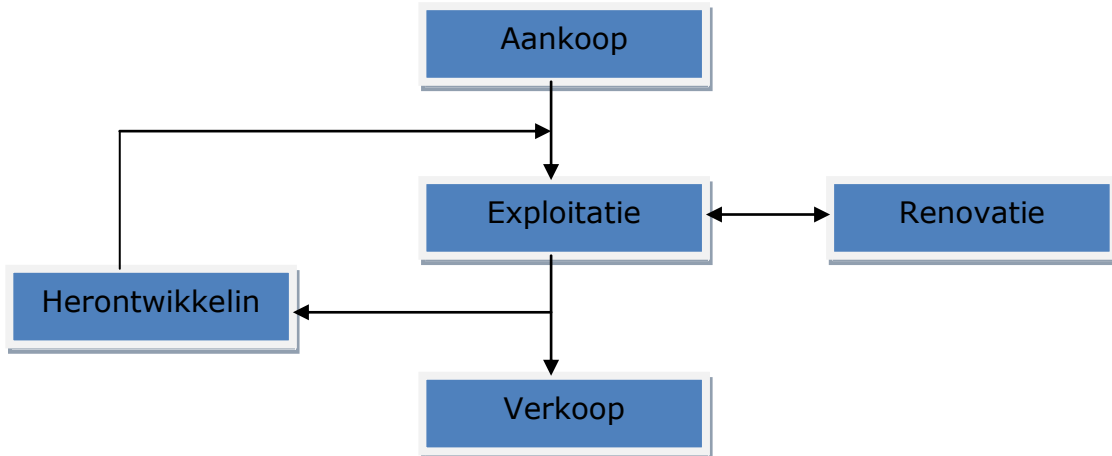 Aankoop
Exploitatie
Renovatie
Herontwikkelin
Verkoop